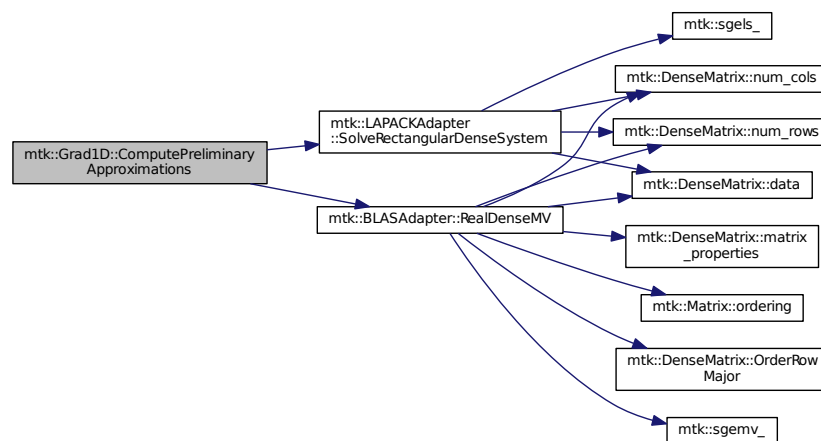 mtk::Grad1D::ComputePreliminary
Approximations
mtk::LAPACKAdapter
::SolveRectangularDenseSystem
mtk::BLASAdapter::RealDenseMV
mtk::sgels_
mtk::DenseMatrix::num_cols
mtk::DenseMatrix::num_rows
mtk::DenseMatrix::data
mtk::DenseMatrix::matrix
_properties
mtk::Matrix::ordering
mtk::DenseMatrix::OrderRow
Major
mtk::sgemv_